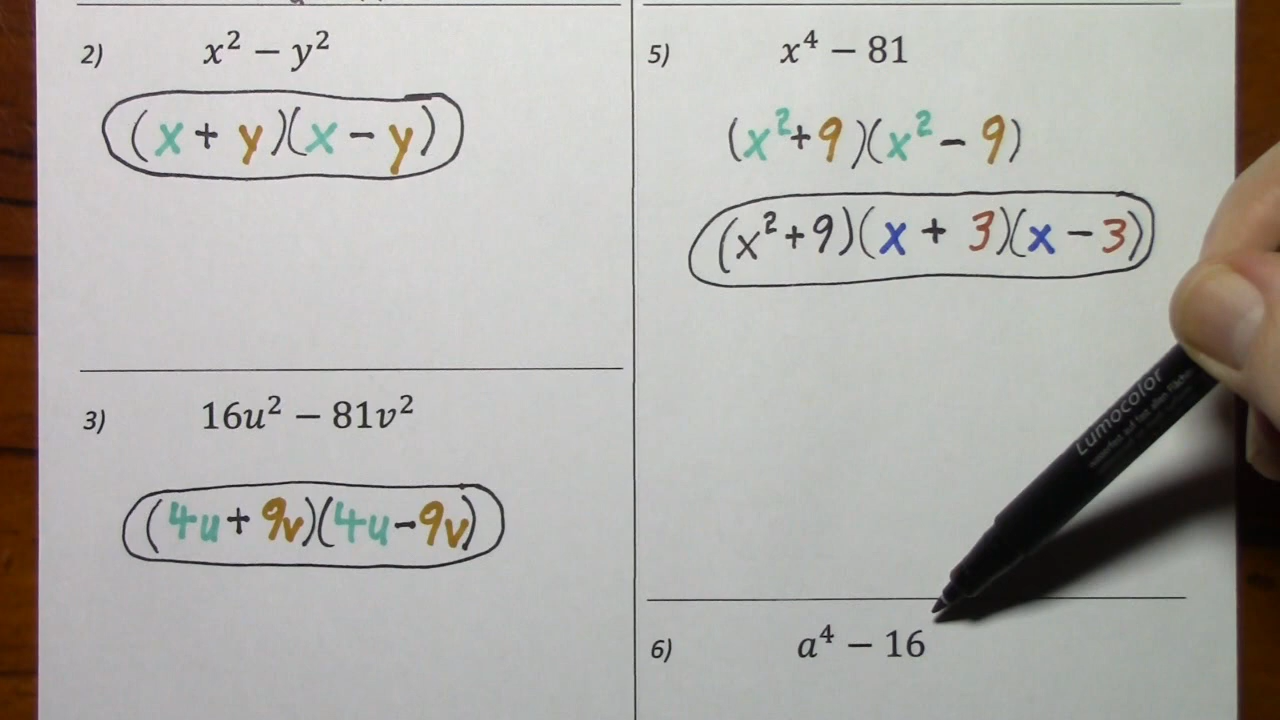 2) x² − y²
(x + y)(x − y)
3) 16u² − 81v²
(4u + 9v)(4u − 9v)
5) x⁴ − 81
(x² + 9)(x² − 9)
(x² + 9)(x + 3)(x − 3)
6) a⁴ − 16
Lumocolor